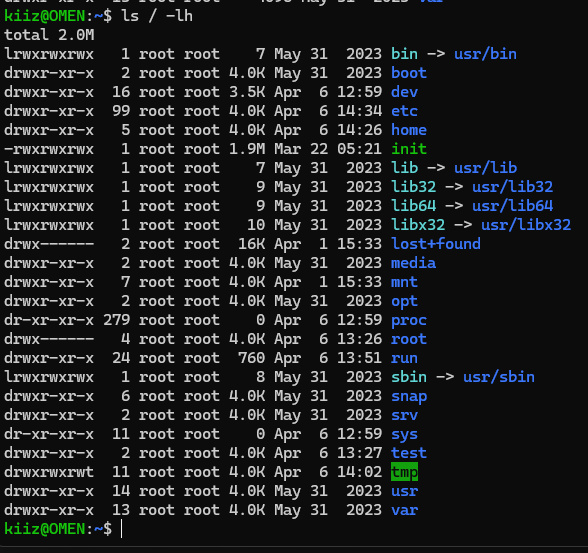 kiiz@OMEN:~$ ls / -lh
total 2.0M
lrwxrwxrwx   1 root root    7 May 31  2023 bin -> usr/bin
drwxr-xr-x   2 root root 4.0K May 31  2023 boot
drwxr-xr-x  16 root root 3.5K Apr  6 12:59 dev
drwxr-xr-x  99 root root 4.0K Apr  6 14:34 etc
drwxr-xr-x   5 root root 4.0K Apr  6 14:26 home
-rwxrwxrwx   1 root root 1.9M Mar 22 05:21 init
lrwxrwxrwx   1 root root    7 May 31  2023 lib -> usr/lib
lrwxrwxrwx   1 root root    9 May 31  2023 lib32 -> usr/lib32
lrwxrwxrwx   1 root root    9 May 31  2023 lib64 -> usr/lib64
lrwxrwxrwx   1 root root   10 May 31  2023 libx32 -> usr/libx32
drwx------   2 root root  16K Apr  1 15:33 lost+found
drwxr-xr-x   2 root root 4.0K May 31  2023 media
drwxr-xr-x   7 root root 4.0K Apr  1 15:33 mnt
drwxr-xr-x   2 root root 4.0K May 31  2023 opt
dr-xr-xr-x 279 root root    0 Apr  6 12:59 proc
drwx------   4 root root 4.0K Apr  6 13:26 root
drwxr-xr-x  24 root root  760 Apr  6 13:51 run
lrwxrwxrwx   1 root root    8 May 31  2023 sbin -> usr/sbin
drwxr-xr-x   6 root root 4.0K May 31  2023 snap
drwxr-xr-x   2 root root 4.0K May 31  2023 srv
dr-xr-xr-x  11 root root    0 Apr  6 12:59 sys
drwxr-xr-x   2 root root 4.0K Apr  6 13:27 test
drwxrwxrwt  11 root root 4.0K Apr  6 14:02 tmp
drwxr-xr-x  14 root root 4.0K May 31  2023 usr
drwxr-xr-x  13 root root 4.0K May 31  2023 var
kiiz@OMEN:~$